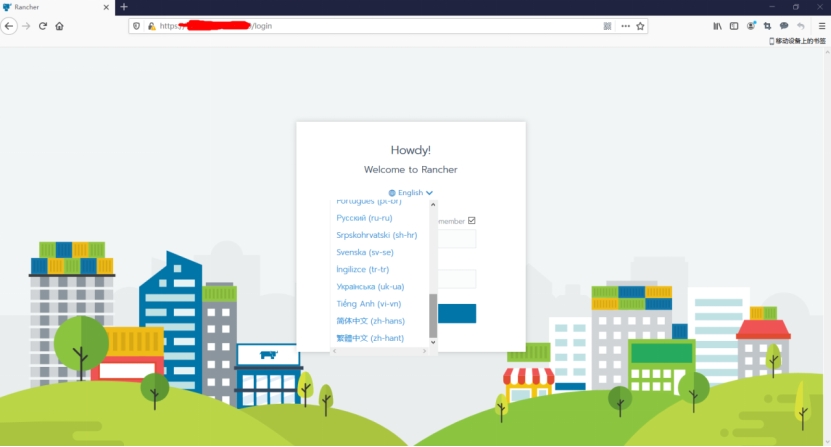 Rancher
https:// /login
移动设备上的书签
Howdy!
Welcome to Rancher
English
Português (pt-br)
Русский (ru-ru)
Srpskohrvatski (sh-hr)
Svenska (sv-se)
İngilizce (tr-tr)
Українська (uk-ua)
Tiếng Anh (vi-vn)
简体中文 (zh-hans)
繁體中文 (zh-hant)
member